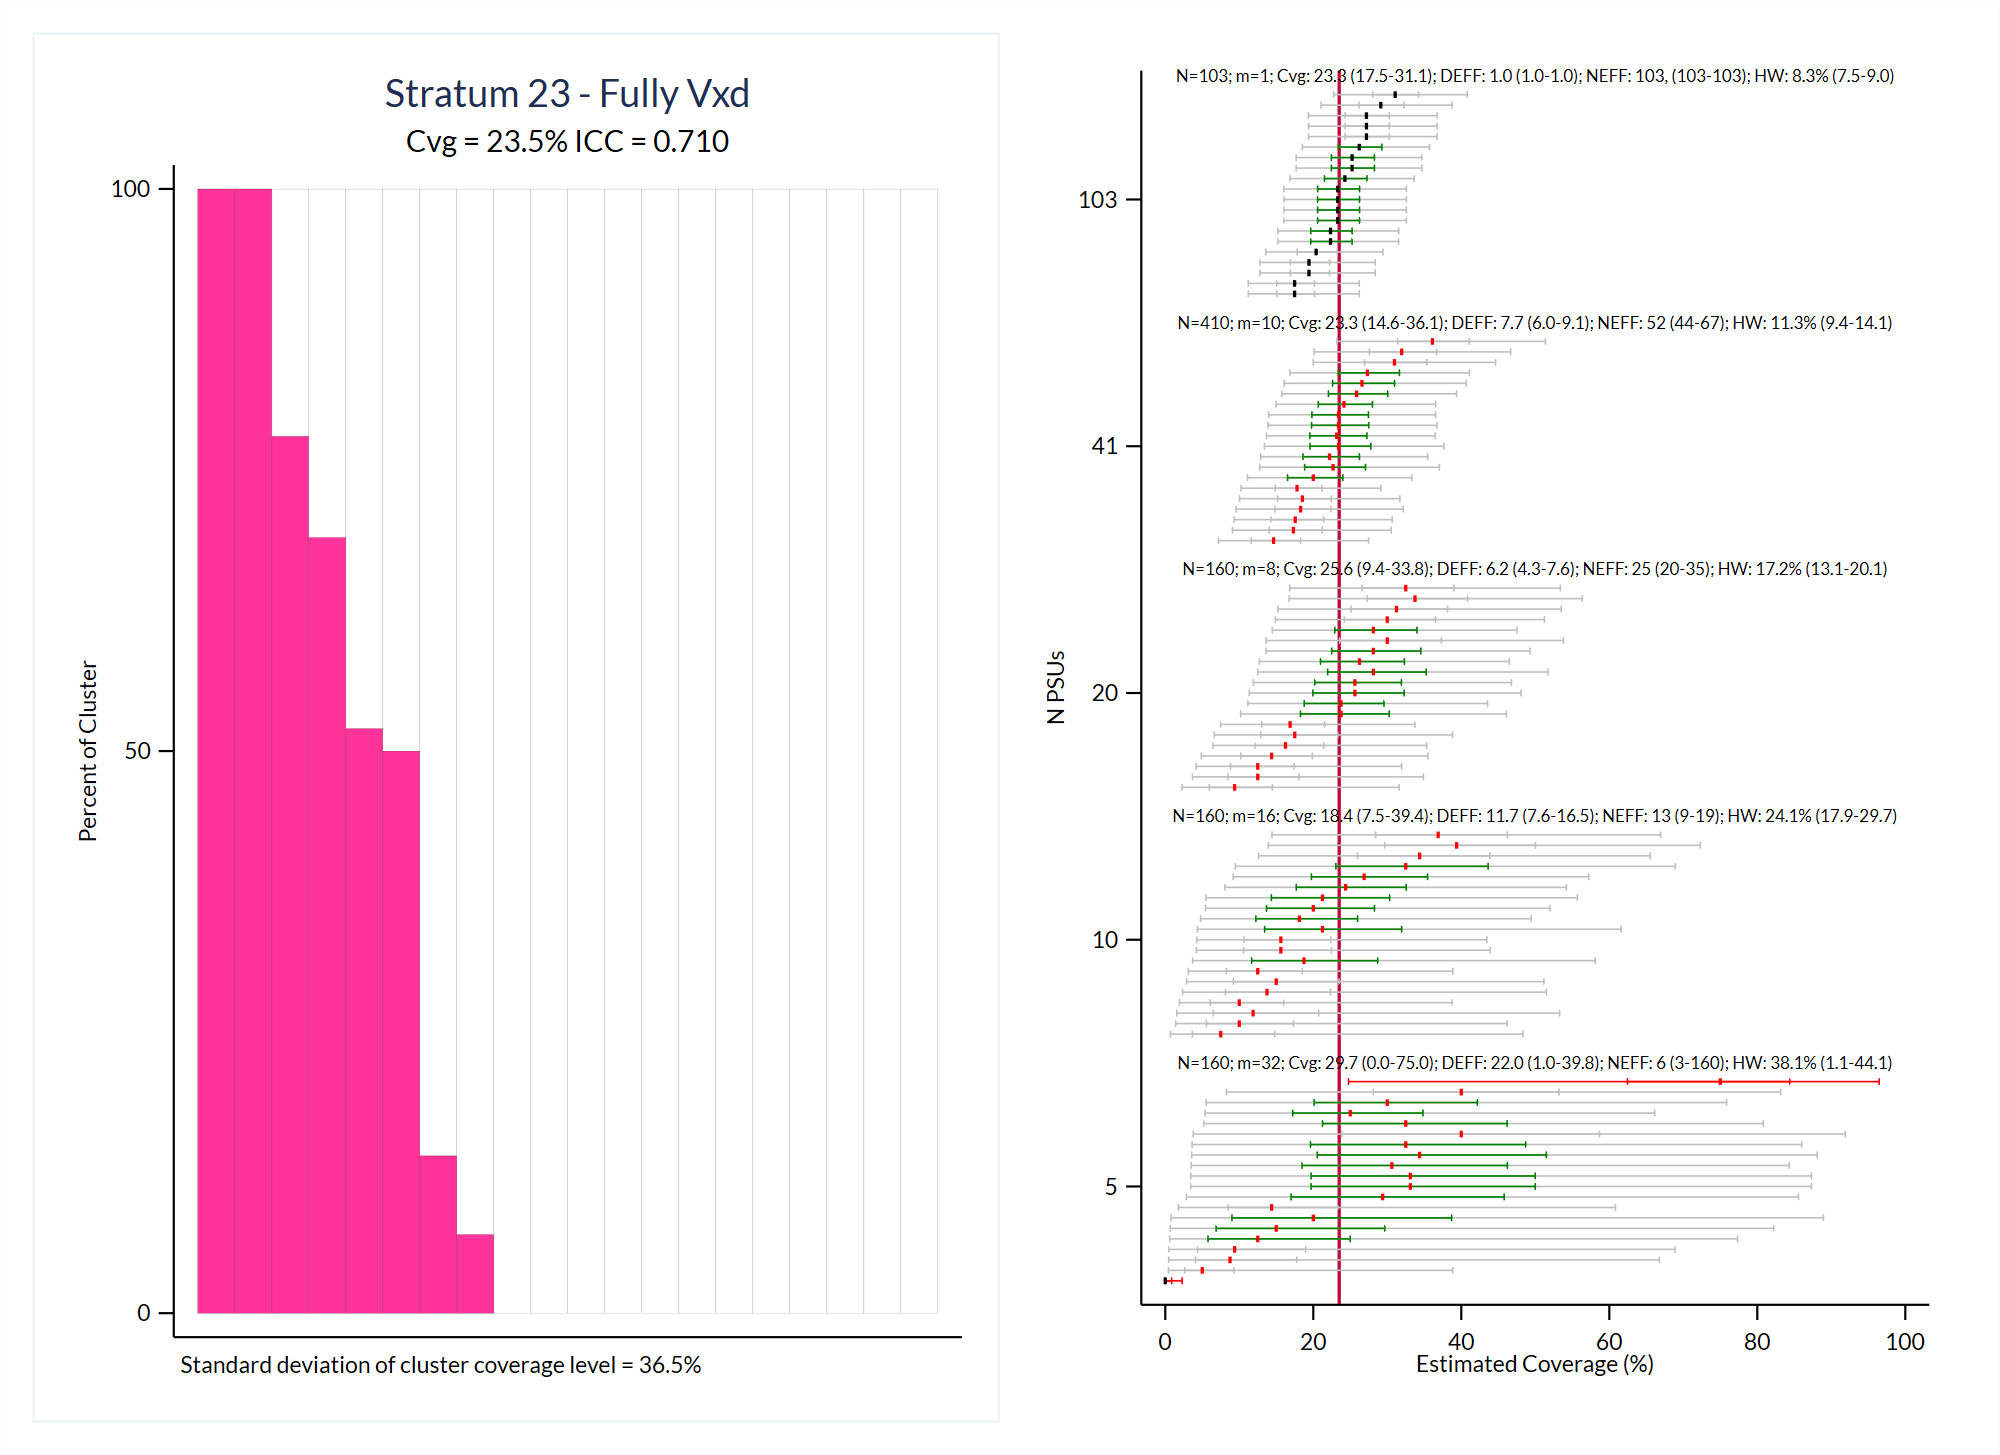 Stratum 23 - Fully Vxd
Cvg = 23.5% ICC = 0.710
100
50
0
Percent of Cluster
Standard deviation of cluster coverage level = 36.5%
N=103; m=1; Cvg: 23.3 (17.5-31.1); DEFF: 1.0 (1.0-1.0); NEFF: 103, (103-103); HW: 8.3% (7.5-9.0)
103
N=410; m=10; Cvg: 23.3 (14.6-36.1); DEFF: 7.7 (6.0-9.1); NEFF: 52 (44-67); HW: 11.3% (9.4-14.1)
41
N=160; m=8; Cvg: 25.6 (9.4-33.8); DEFF: 6.2 (4.3-7.6); NEFF: 25 (20-35); HW: 17.2% (13.1-20.1)
N PSUs
20
N=160; m=16; Cvg: 18.4 (7.5-39.4); DEFF: 11.7 (7.6-16.5); NEFF: 13 (9-19); HW: 24.1% (17.9-29.7)
10
N=160; m=32; Cvg: 29.7 (0.0-75.0); DEFF: 22.0 (1.0-39.8); NEFF: 6 (3-160); HW: 38.1% (1.1-44.1)
5
0 20 40 60 80 100
Estimated Coverage (%)